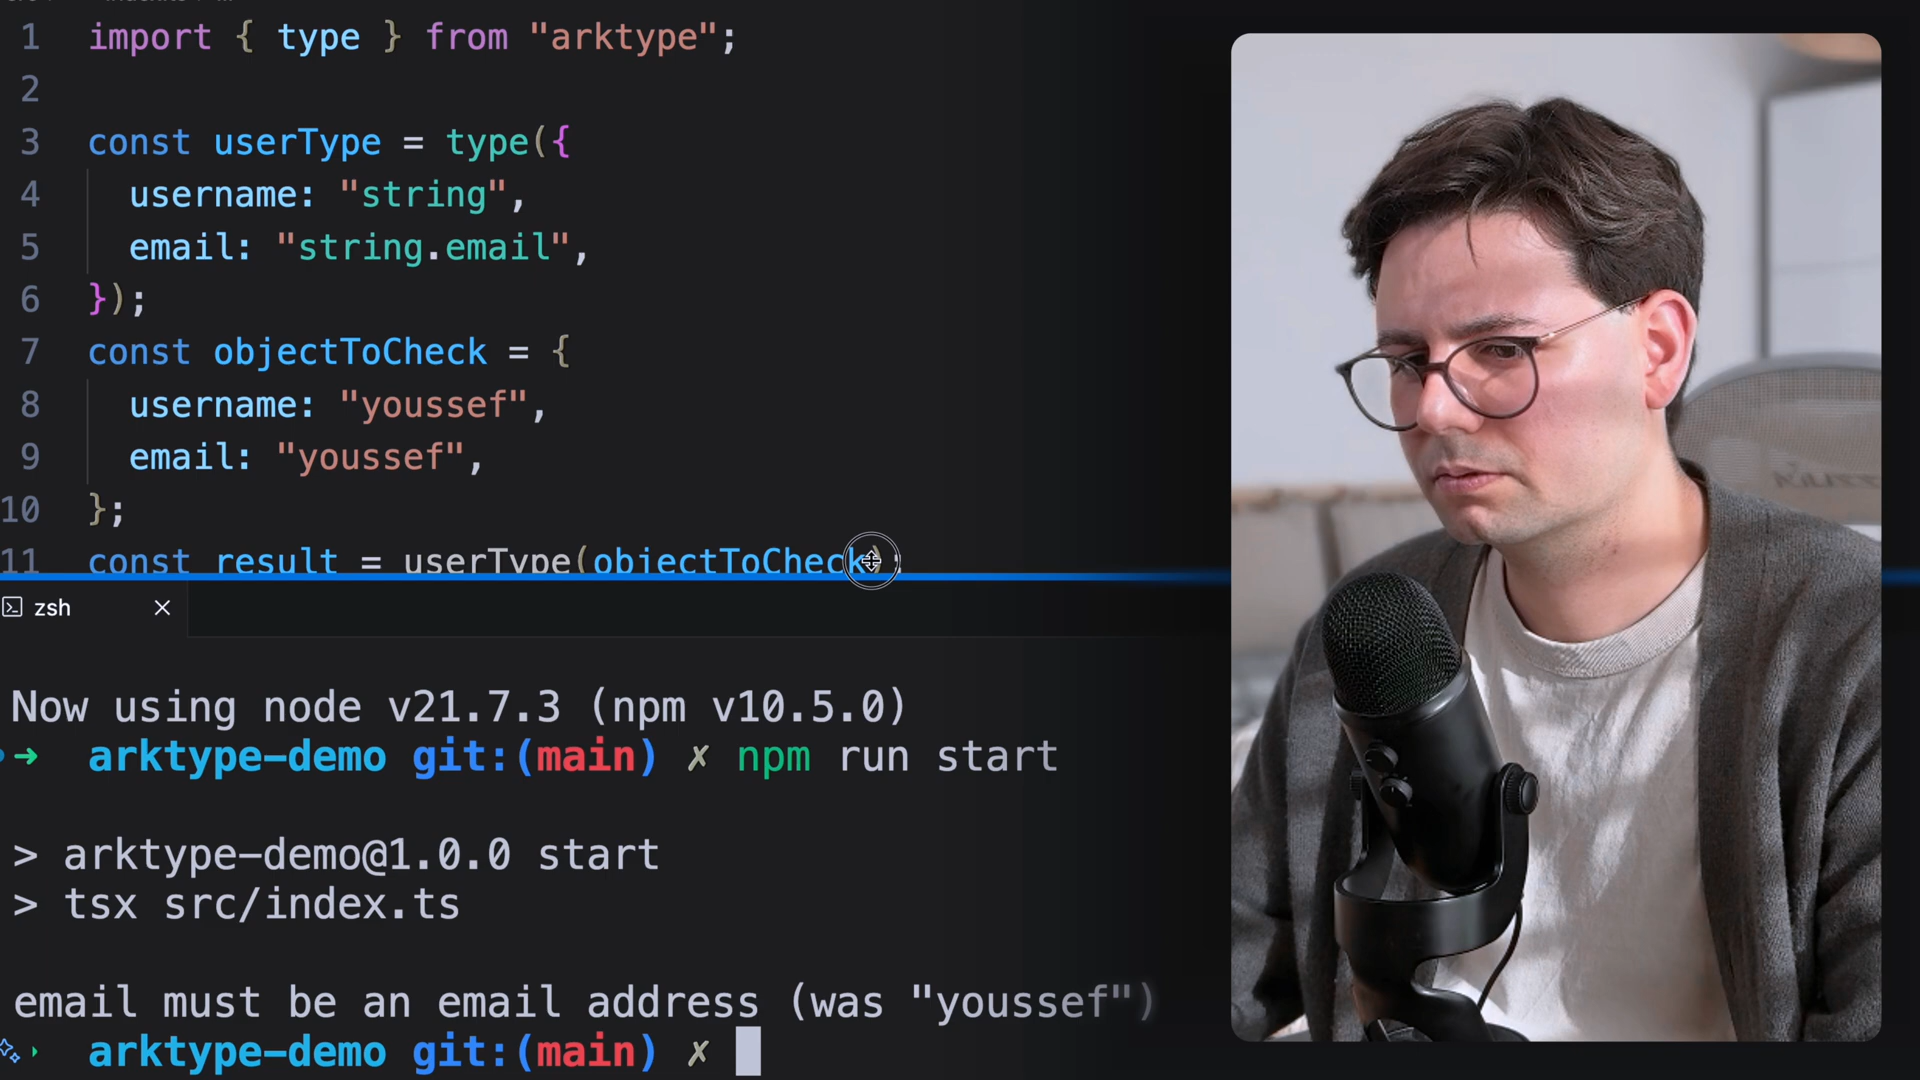 1 import { type } from "arktype";
2
3 const userType = type({
4 username: "string",
5 email: "string.email",
6 });
7 const objectToCheck = {
8 username: "youssef",
9 email: "youssef",
10 };
11 const result = userType(objectToCheck);
zsh
Now using node v21.7.3 (npm v10.5.0)
→ arktype-demo git:(main) ✗ npm run start
> arktype-demo@1.0.0 start
> tsx src/index.ts
email must be an email address (was "youssef")
arktype-demo git:(main) ✗